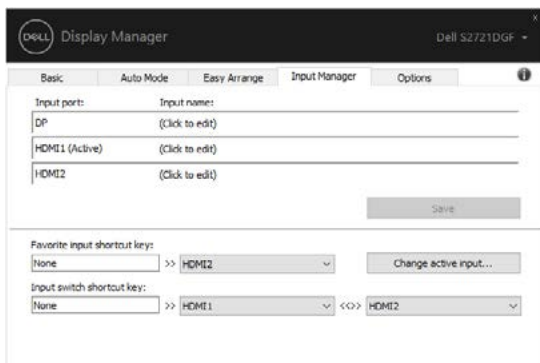 x
DELL Display Manager Dell S2721DGF
Basic Auto Mode Easy Arrange Input Manager Options i
Input port: Input name:
DP (Click to edit)
HDMI1 (Active) (Click to edit)
HDMI2 (Click to edit)
Save
Favorite input shortcut key:
None >> HDMI2 Change active input...
Input switch shortcut key:
None >> HDMI1 <<>> HDMI2